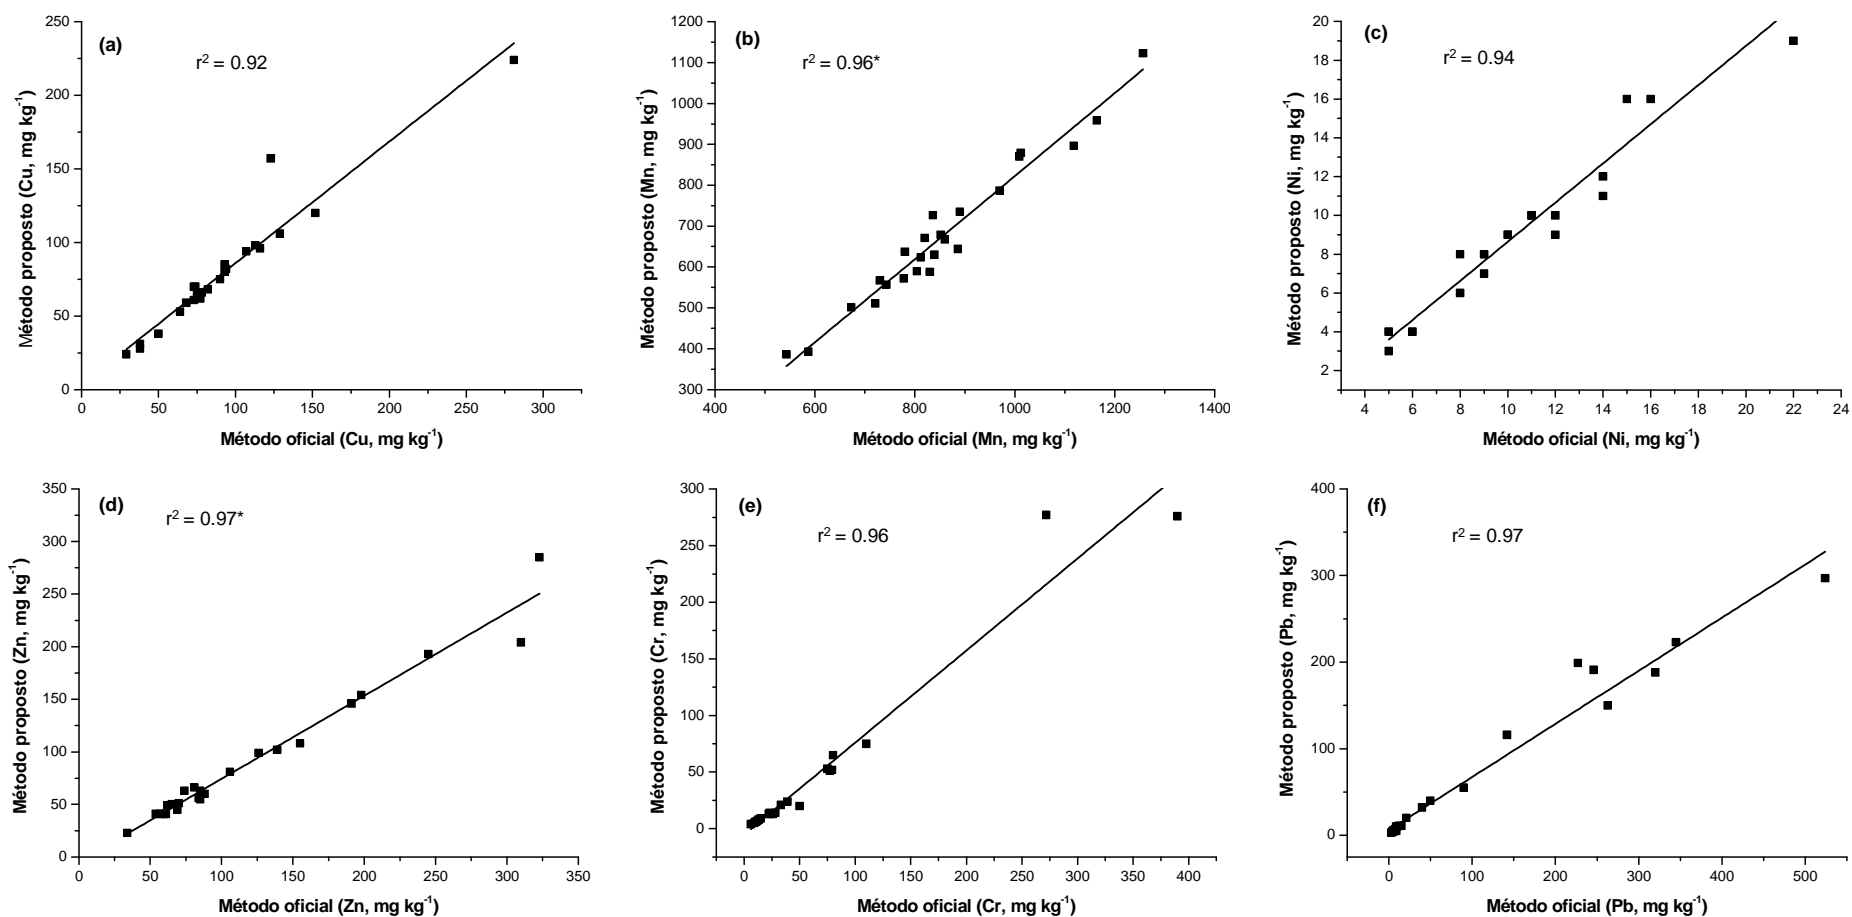 (a)
r² = 0.92
Método proposto (Cu, mg kg⁻¹)
250
200
150
100
50
0
0 50 100 150 200 250 300
Método oficial (Cu, mg kg⁻¹)
(b)
r² = 0.96*
Método proposto (Mn, mg kg⁻¹)
1200
1100
1000
900
800
700
600
500
400
300
400 600 800 1000 1200 1400
Método oficial (Mn, mg kg⁻¹)
(c)
r² = 0.94
Método proposto (Ni, mg kg⁻¹)
20
18
16
14
12
10
8
6
4
2
4 6 8 10 12 14 16 18 20 22 24
Método oficial (Ni, mg kg⁻¹)
(d)
r² = 0.97*
Método proposto (Zn, mg kg⁻¹)
350
300
250
200
150
100
50
0
0 50 100 150 200 250 300 350
Método oficial (Zn, mg kg⁻¹)
(e)
r² = 0.96
Método proposto (Cr, mg kg⁻¹)
300
250
200
150
100
50
0
0 50 100 150 200 250 300 350 400
Método oficial (Cr, mg kg⁻¹)
(f)
r² = 0.97
Método proposto (Pb, mg kg⁻¹)
400
300
200
100
0
0 100 200 300 400 500
Método oficial (Pb, mg kg⁻¹)